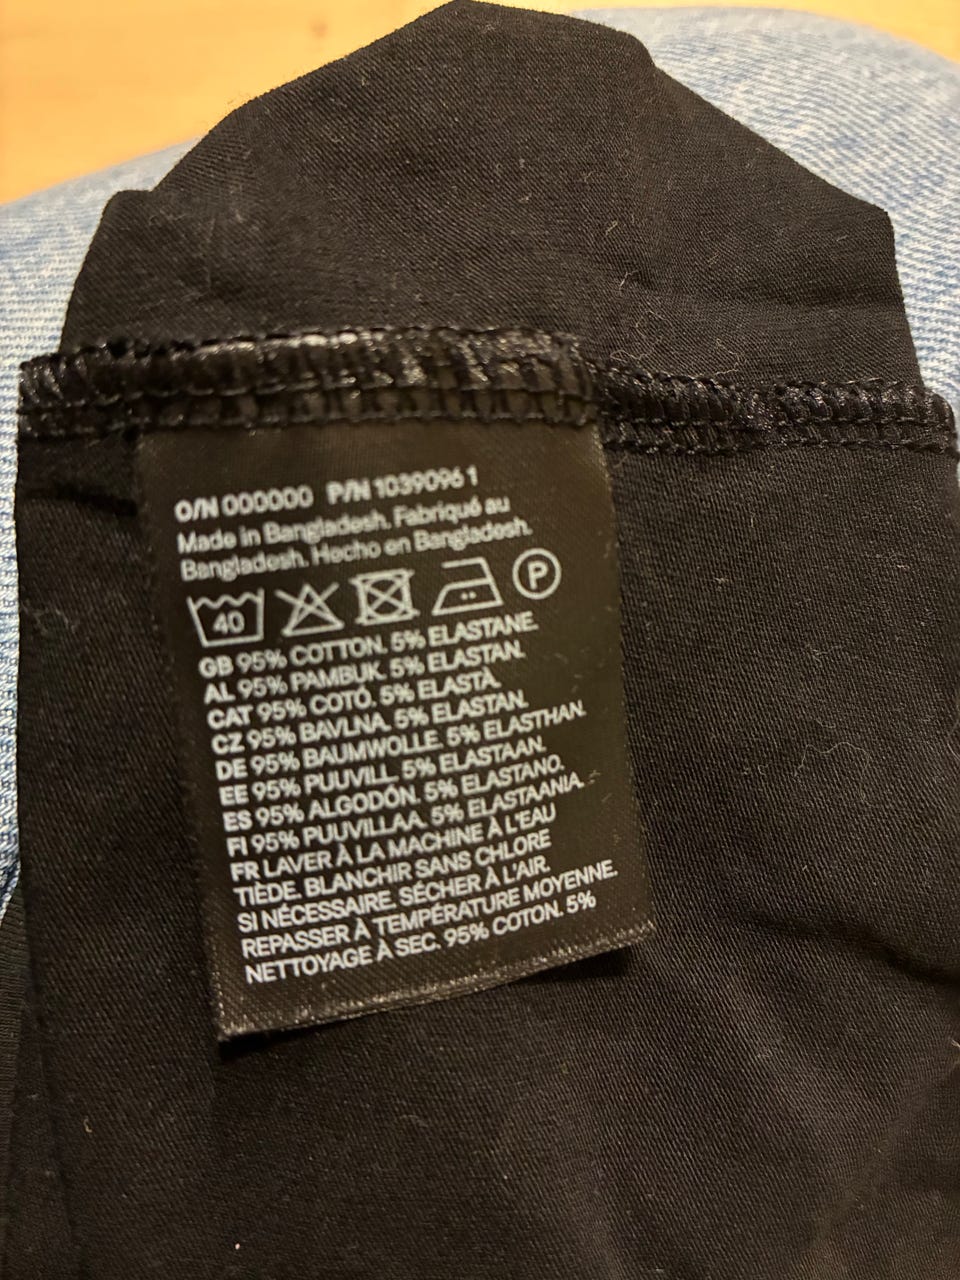 O/N 000000 P/N 1039096 1
Made in Bangladesh. Fabriqué au
Bangladesh. Hecho en Bangladesh.
40 P
GB 95% COTTON. 5% ELASTANE.
AL 95% PAMBUK. 5% ELASTAN.
CAT 95% COTÓ. 5% ELASTÀ.
CZ 95% BAVLNA. 5% ELASTAN.
DE 95% BAUMWOLLE. 5% ELASTHAN.
EE 95% PUUVILL. 5% ELASTAAN.
ES 95% ALGODÓN. 5% ELASTANO.
FI 95% PUUVILLAA. 5% ELASTAANIA.
FR LAVER À LA MACHINE À L'EAU
TIÈDE. BLANCHIR SANS CHLORE
SI NÉCESSAIRE. SÉCHER À L'AIR.
REPASSER À TEMPÉRATURE MOYENNE.
NETTOYAGE À SEC. 95% COTON. 5%